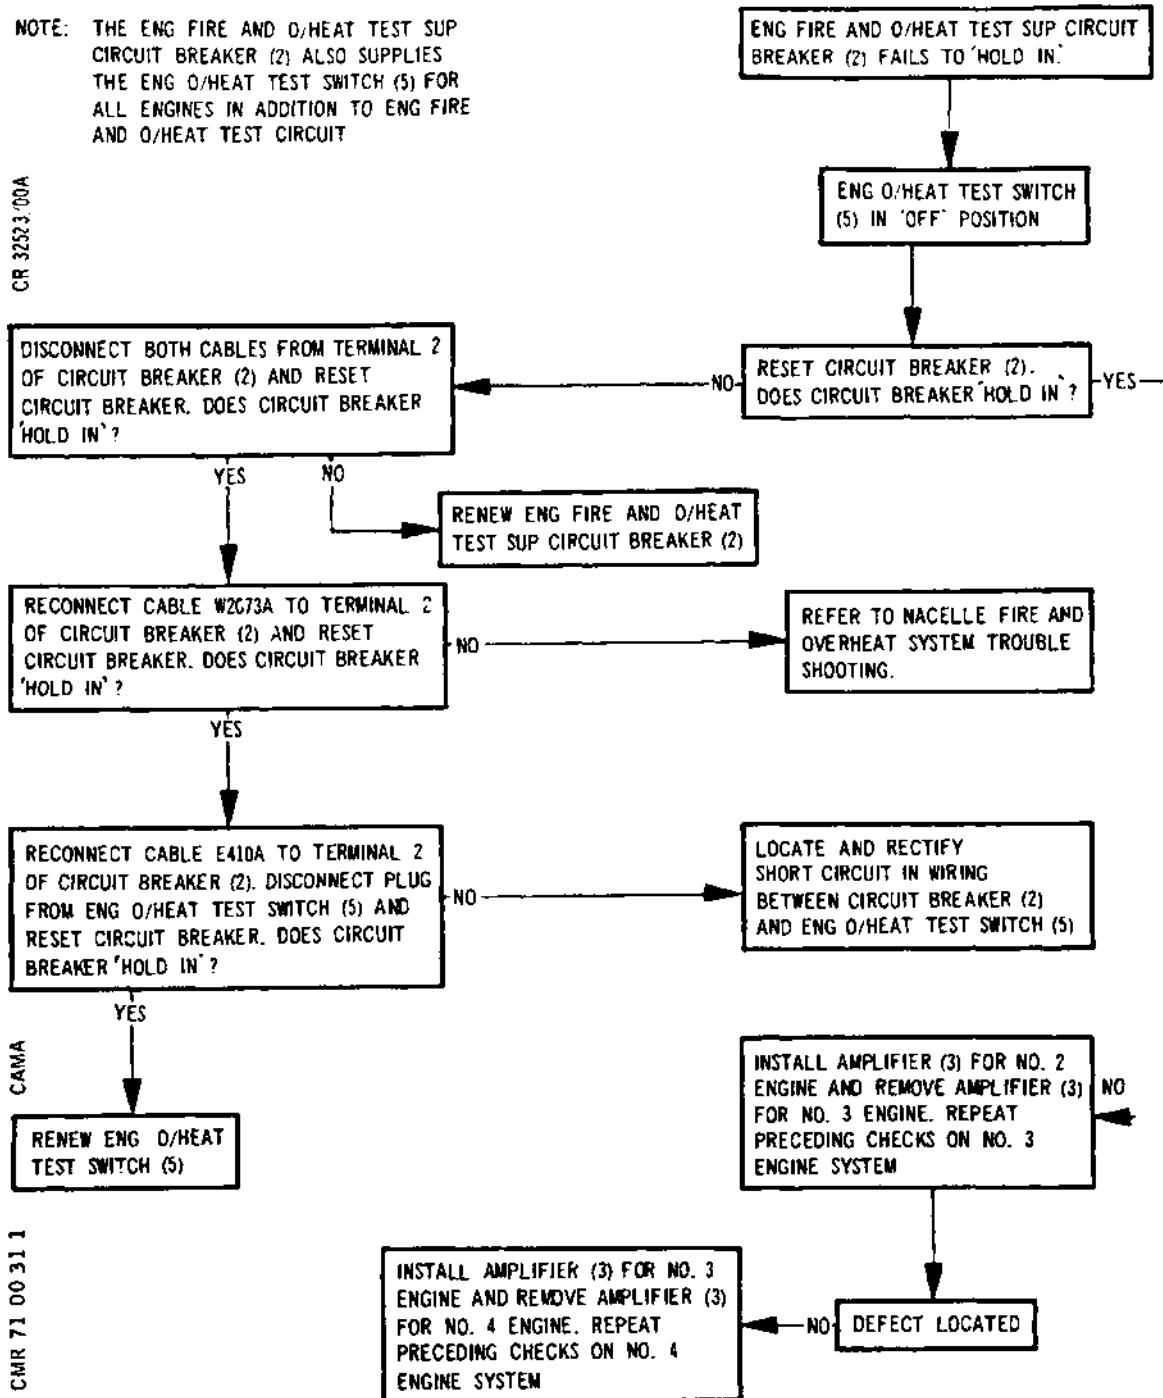 NOTE: THE ENG FIRE AND O/HEAT TEST SUP
CIRCUIT BREAKER (2) ALSO SUPPLIES
THE ENG O/HEAT TEST SWITCH (5) FOR
ALL ENGINES IN ADDITION TO ENG FIRE
AND O/HEAT TEST CIRCUIT
ENG FIRE AND O/HEAT TEST SUP CIRCUIT
BREAKER (2) FAILS TO 'HOLD IN'.
ENG O/HEAT TEST SWITCH
(5) IN 'OFF' POSITION
CR 32523/00A
RESET CIRCUIT BREAKER (2).
DOES CIRCUIT BREAKER 'HOLD IN'?
NO
YES
DISCONNECT BOTH CABLES FROM TERMINAL 2
OF CIRCUIT BREAKER (2) AND RESET
CIRCUIT BREAKER. DOES CIRCUIT BREAKER
'HOLD IN'?
YES
NO
RENEW ENG FIRE AND O/HEAT
TEST SUP CIRCUIT BREAKER (2)
RECONNECT CABLE W2C73A TO TERMINAL 2
OF CIRCUIT BREAKER (2) AND RESET
CIRCUIT BREAKER. DOES CIRCUIT BREAKER
'HOLD IN'?
NO
REFER TO NACELLE FIRE AND
OVERHEAT SYSTEM TROUBLE
SHOOTING.
YES
RECONNECT CABLE E410A TO TERMINAL 2
OF CIRCUIT BREAKER (2). DISCONNECT PLUG
FROM ENG O/HEAT TEST SWITCH (5) AND
RESET CIRCUIT BREAKER. DOES CIRCUIT
BREAKER 'HOLD IN'?
NO
LOCATE AND RECTIFY
SHORT CIRCUIT IN WIRING
BETWEEN CIRCUIT BREAKER (2)
AND ENG O/HEAT TEST SWITCH (5)
YES
RENEW ENG O/HEAT
TEST SWITCH (5)
CAMA
INSTALL AMPLIFIER (3) FOR NO. 2
ENGINE AND REMOVE AMPLIFIER (3)
FOR NO. 3 ENGINE. REPEAT
PRECEDING CHECKS ON NO. 3
ENGINE SYSTEM
NO
DEFECT LOCATED
NO
INSTALL AMPLIFIER (3) FOR NO. 3
ENGINE AND REMOVE AMPLIFIER (3)
FOR NO. 4 ENGINE. REPEAT
PRECEDING CHECKS ON NO. 4
ENGINE SYSTEM
CMR 71 00 31 1